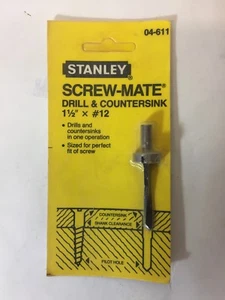 04-611
STANLEY®
SCREW-MATE®
DRILL & COUNTERSINK
1½" × #12
• Drills and
countersinks
in one operation
• Sized for perfect
fit of screw
COUNTERSINK
SHANK CLEARANCE
PILOT HOLE